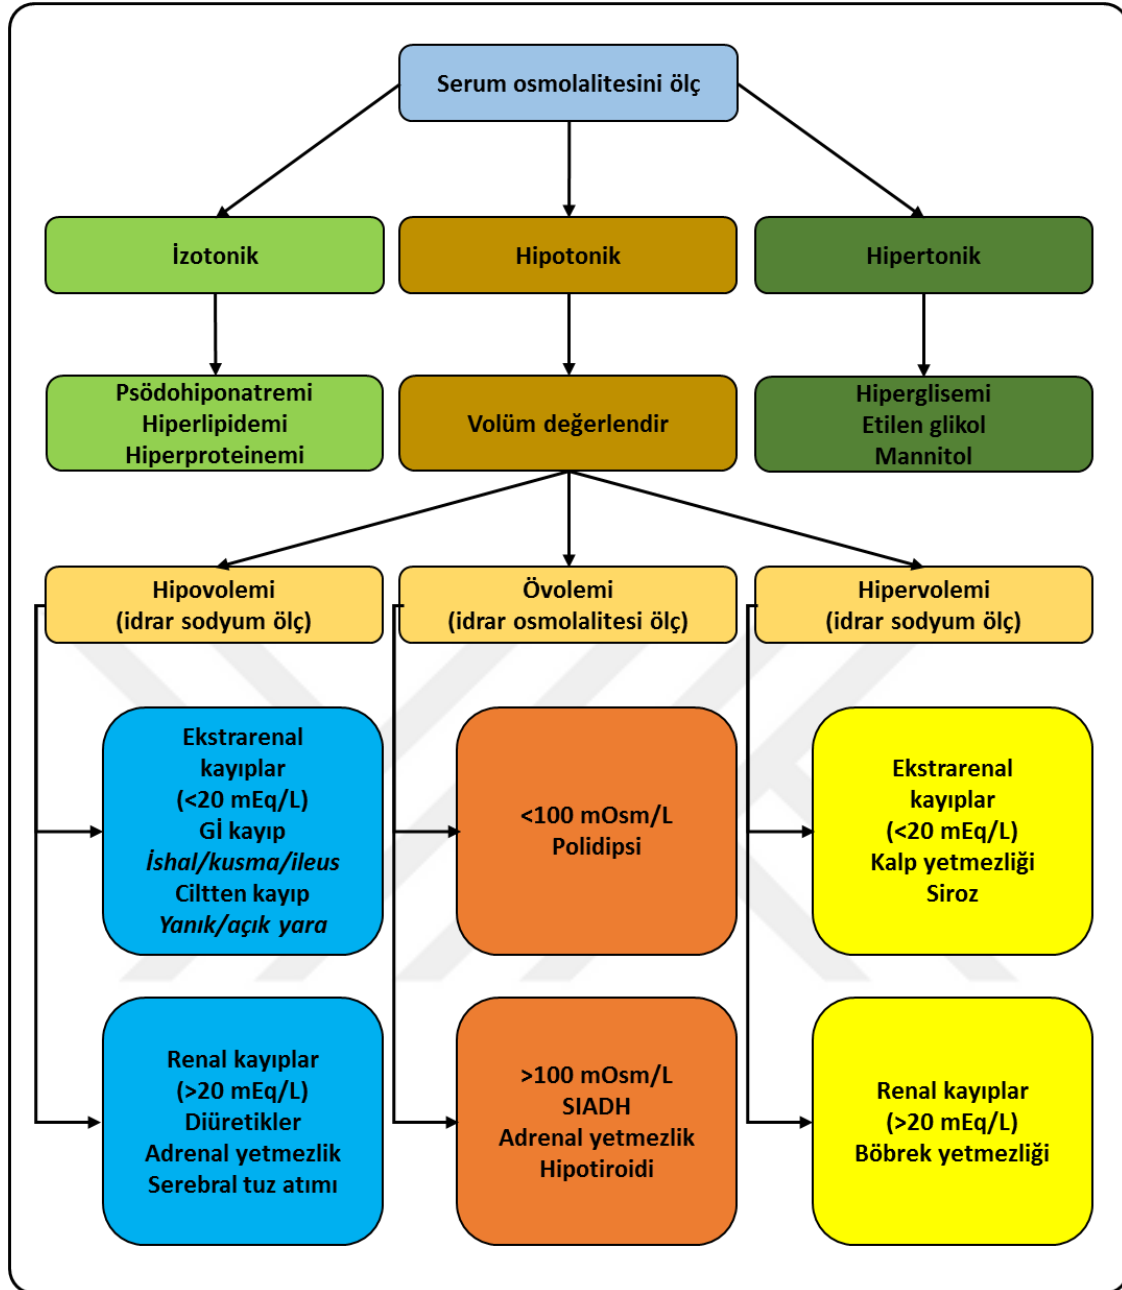 Serum osmolalitesini ölç
İzotonik
Hipotonik
Hipertonik
Psödohiponatremi
Hiperlipidemi
Hiperproteinemi
Volüm değerlendir
Hiperglisemi
Etilen glikol
Mannitol
Hipovolemi
(idrar sodyum ölç)
Övolemi
(idrar osmolalitesi ölç)
Hipervolemi
(idrar sodyum ölç)
Ekstrarenal
kayıplar
(<20 mEq/L)
Gİ kayıp
İshal/kusma/ileus
Ciltten kayıp
Yanık/açık yara
<100 mOsm/L
Polidipsi
Ekstrarenal
kayıplar
(<20 mEq/L)
Kalp yetmezliği
Siroz
Renal kayıplar
(>20 mEq/L)
Diüretikler
Adrenal yetmezlik
Serebral tuz atımı
>100 mOsm/L
SIADH
Adrenal yetmezlik
Hipotiroidi
Renal kayıplar
(>20 mEq/L)
Böbrek yetmezliği